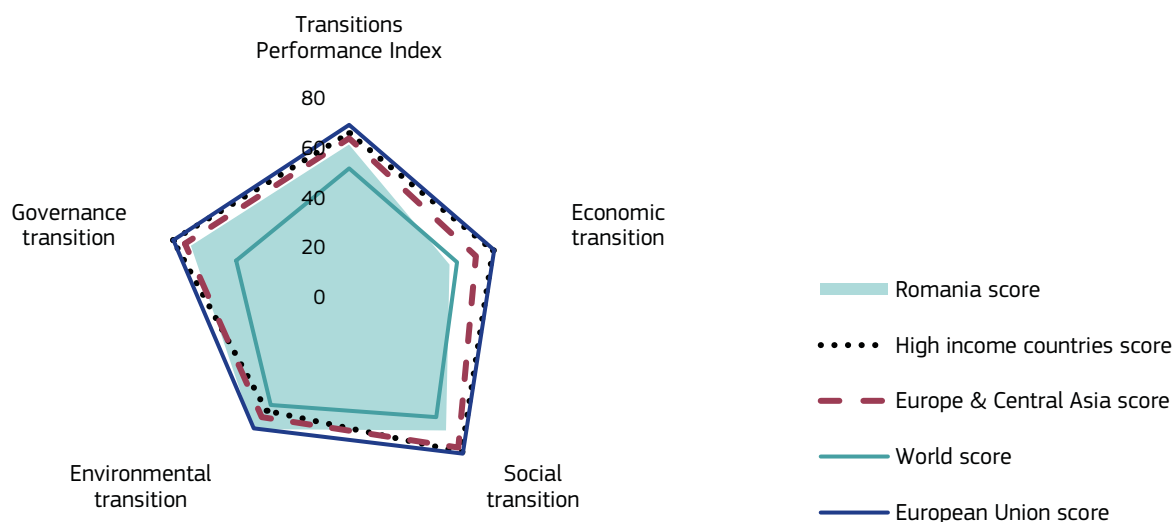 Transitions
Performance Index
80
60
40
20
0
Governance
transition
Economic
transition
Environmental
transition
Social
transition
Romania score
High income countries score
Europe & Central Asia score
World score
European Union score